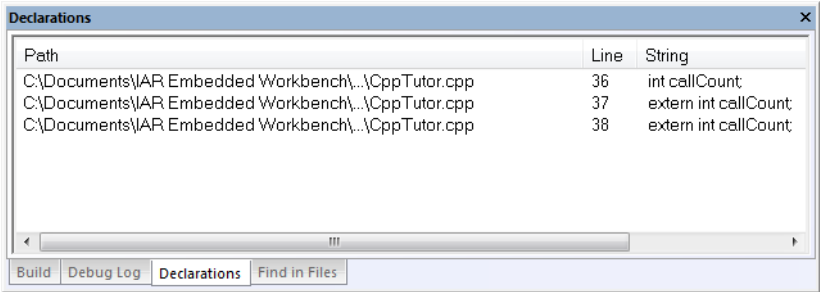 Declarations
Path Line String
C:\Documents\IAR Embedded Workbench\...\CppTutor.cpp 36 int callCount;
C:\Documents\IAR Embedded Workbench\...\CppTutor.cpp 37 extern int callCount;
C:\Documents\IAR Embedded Workbench\...\CppTutor.cpp 38 extern int callCount;
Build Debug Log Declarations Find in Files